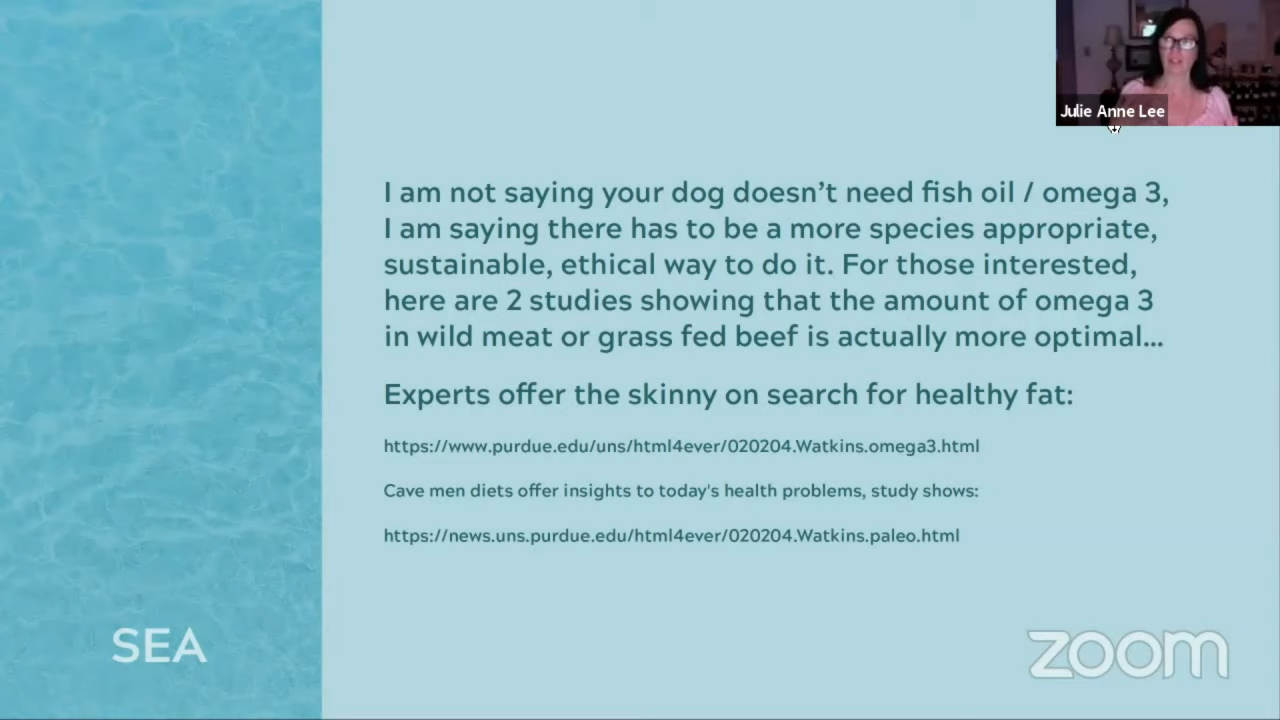 Julie Anne Lee
I am not saying your dog doesn’t need fish oil / omega 3,
I am saying there has to be a more species appropriate,
sustainable, ethical way to do it. For those interested,
here are 2 studies showing that the amount of omega 3
in wild meat or grass fed beef is actually more optimal...
Experts offer the skinny on search for healthy fat:
https://www.purdue.edu/uns/html4ever/020204.Watkins.omega3.html
Cave men diets offer insights to today's health problems, study shows:
https://news.uns.purdue.edu/html4ever/020204.Watkins.paleo.html
SEA
zoom